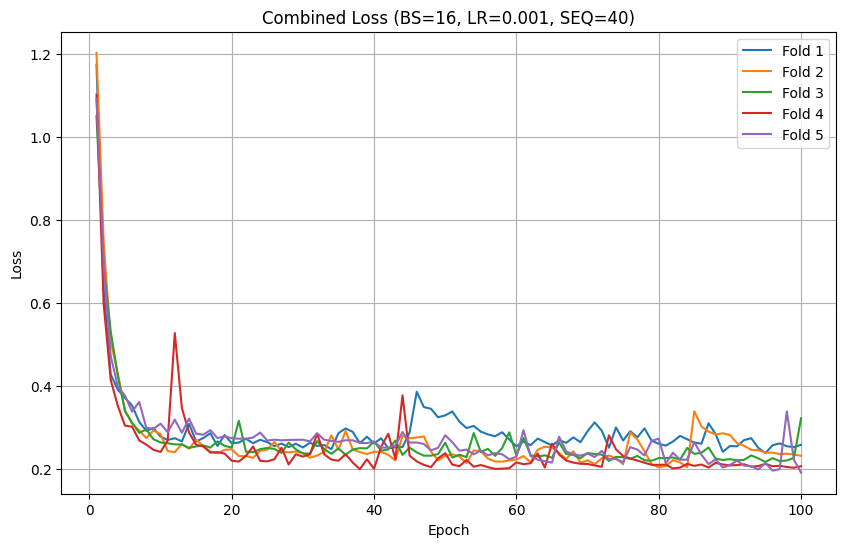 Combined Loss (BS=16, LR=0.001, SEQ=40)
Fold 1
Fold 2
Fold 3
Fold 4
Fold 5
1.2
1.0
0.8
0.6
0.4
0.2
Loss
0 20 40 60 80 100
Epoch